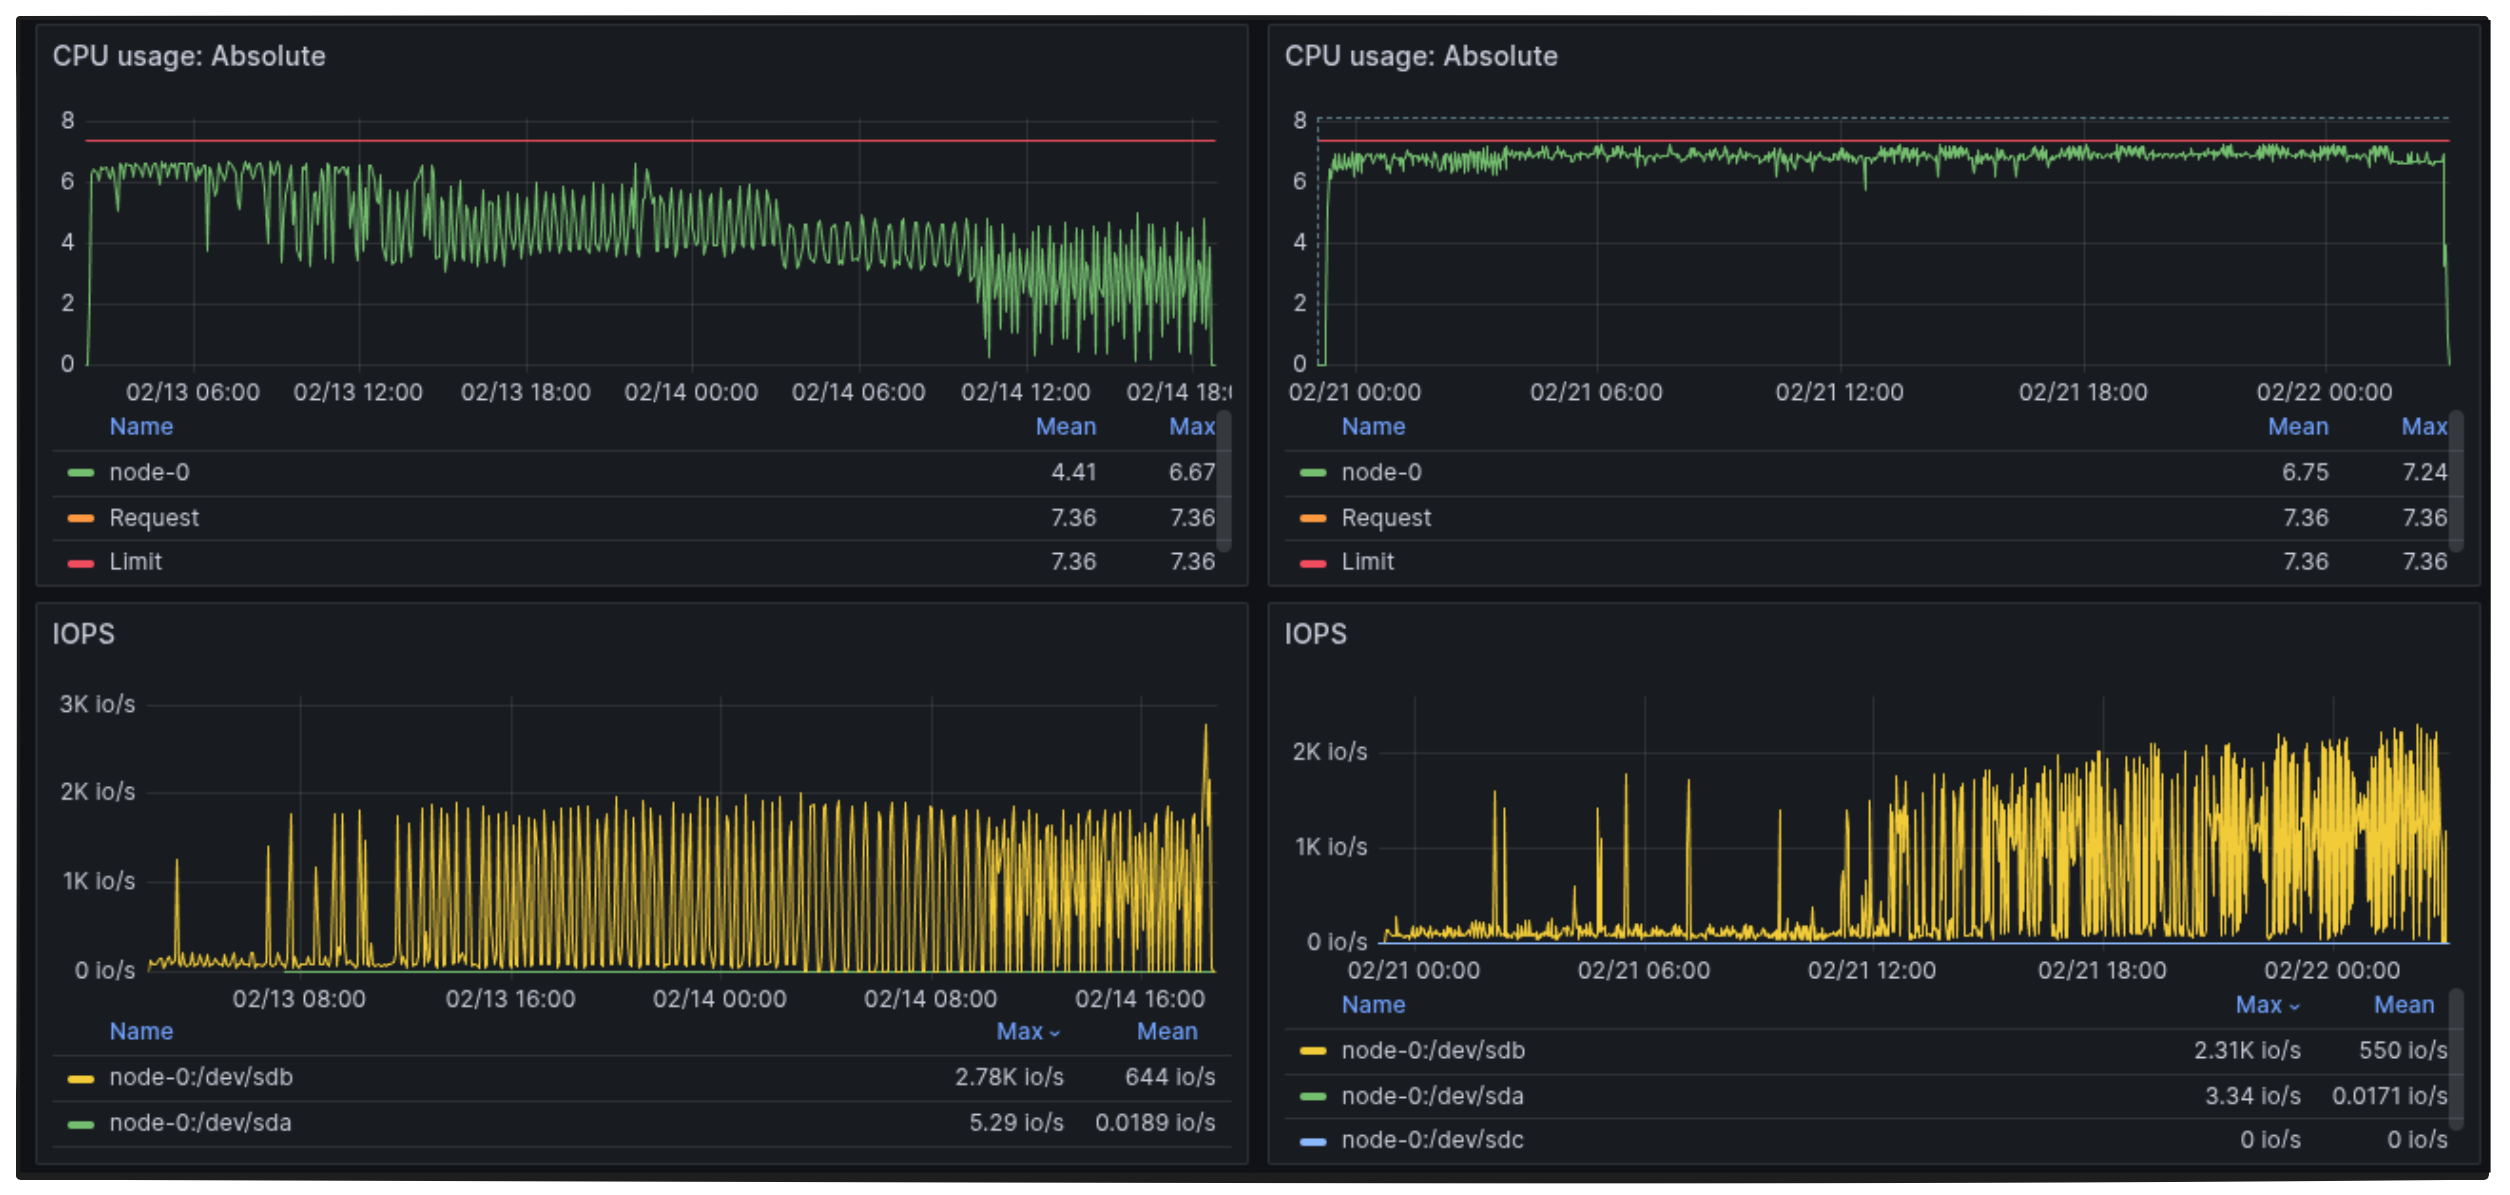 CPU usage: Absolute
8
6
4
2
0
02/13 06:00 02/13 12:00 02/13 18:00 02/14 00:00 02/14 06:00 02/14 12:00 02/14 18:0
Name Mean Max
node-0 4.41 6.67
Request 7.36 7.36
Limit 7.36 7.36
CPU usage: Absolute
8
6
4
2
0
02/21 00:00 02/21 06:00 02/21 12:00 02/21 18:00 02/22 00:00
Name Mean Max
node-0 6.75 7.24
Request 7.36 7.36
Limit 7.36 7.36
IOPS
3K io/s
2K io/s
1K io/s
0 io/s
02/13 08:00 02/13 16:00 02/14 00:00 02/14 08:00 02/14 16:00
Name Max Mean
node-0:/dev/sdb 2.78K io/s 644 io/s
node-0:/dev/sda 5.29 io/s 0.0189 io/s
IOPS
2K io/s
1K io/s
0 io/s
02/21 00:00 02/21 06:00 02/21 12:00 02/21 18:00 02/22 00:00
Name Max Mean
node-0:/dev/sdb 2.31K io/s 550 io/s
node-0:/dev/sda 3.34 io/s 0.0171 io/s
node-0:/dev/sdc 0 io/s 0 io/s